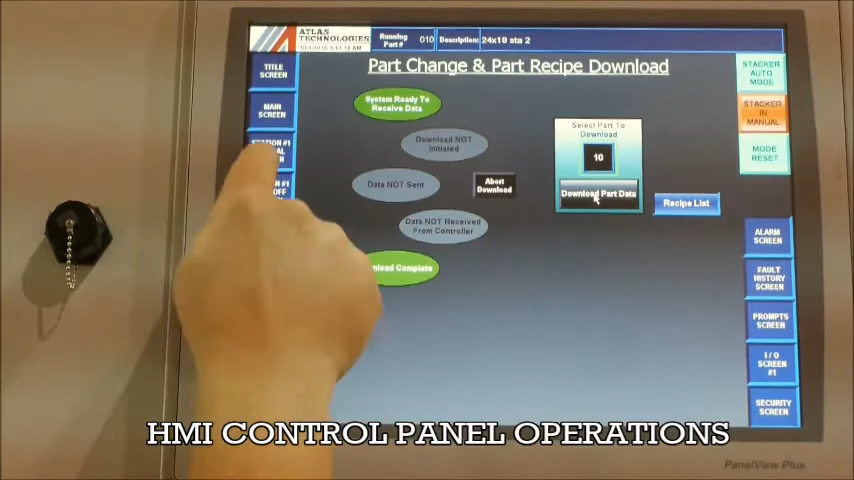 ATLAS
TECHNOLOGIES
Running
Part #
010
Description:
24x18 sta 2
Part Change & Part Recipe Download
TITLE
SCREEN
MAIN
SCREEN
STATION #1
System Ready To
Receive Data
Download NOT
Initiated
Data NOT Sent
Abort
Download
Data NOT Received
From Controller
Download Complete
Select Part To
Download
10
Download Part Data
Recipe List
STACKER
AUTO
MODE
STACKER
IN
MANUAL
MODE
RESET
ALARM
SCREEN
FAULT
HISTORY
SCREEN
PROMPTS
SCREEN
I / O
SCREEN
#1
SECURITY
SCREEN
HMI CONTROL PANEL OPERATIONS
PanelView Plus